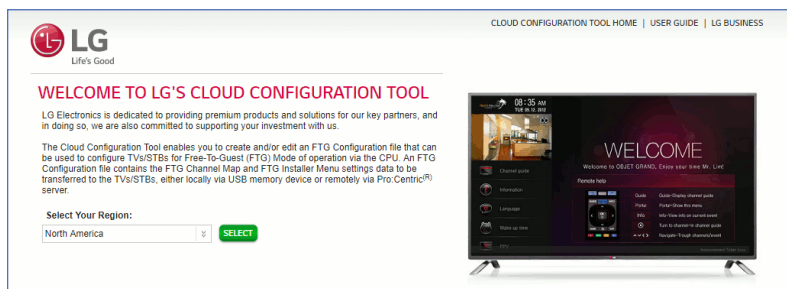 CLOUD CONFIGURATION TOOL HOME | USER GUIDE | LG BUSINESS
LG
Life's Good
WELCOME TO LG'S CLOUD CONFIGURATION TOOL
LG Electronics is dedicated to providing premium products and solutions for our key partners, and
in doing so, we are also committed to supporting your investment with us.
The Cloud Configuration Tool enables you to create and/or edit an FTG Configuration file that can
be used to configure TVs/STBs for Free-To-Guest (FTG) Mode of operation via the CPU. An FTG
Configuration file contains the FTG Channel Map and FTG Installer Menu settings data to be
transferred to the TVs/STBs, either locally via USB memory device or remotely via Pro:Centric(R)
server.
Select Your Region:
North America
SELECT
08:35 AM
TUE 06.12. 2012
WELCOME
Welcome to OBJET GRAND, Enjoy your time Mr. Lim!
Channel guide
Information
Language
Wake up time
Remote help
Guide Guide-Display channel guide
Portal Portal-Show this menu
Info Info-View info on current event
Turn to channel-in channel guide
Navigate-Trough channels/event